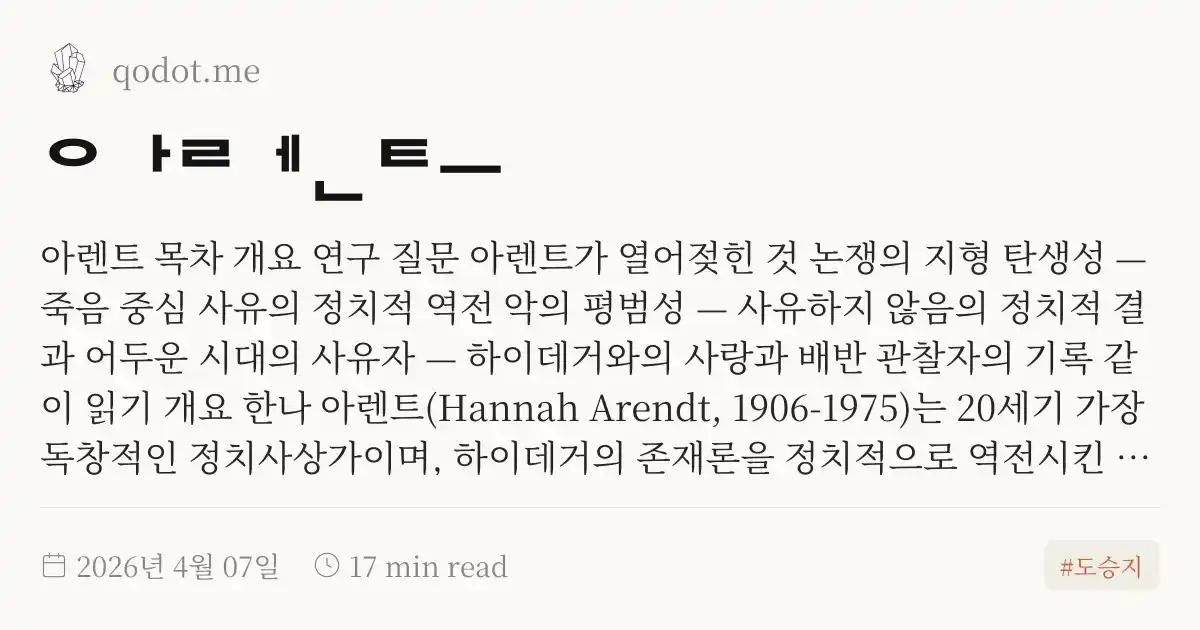 qodot.me
아렌트
아렌트 목차 개요 연구 질문 아렌트가 열어젖힌 것 논쟁의 지형 탄생성 —
죽음 중심 사유의 정치적 역전 악의 평범성 — 사유하지 않음의 정치적 결
과 어두운 시대의 사유자 — 하이데거와의 사랑과 배반 관찰자의 기록 같
이 읽기 개요 한나 아렌트(Hannah Arendt, 1906-1975)는 20세기 가장
독창적인 정치사상가이며, 하이데거의 존재론을 정치적으로 역전시킨 …
2026년 4월 07일 17 min read
#도승지